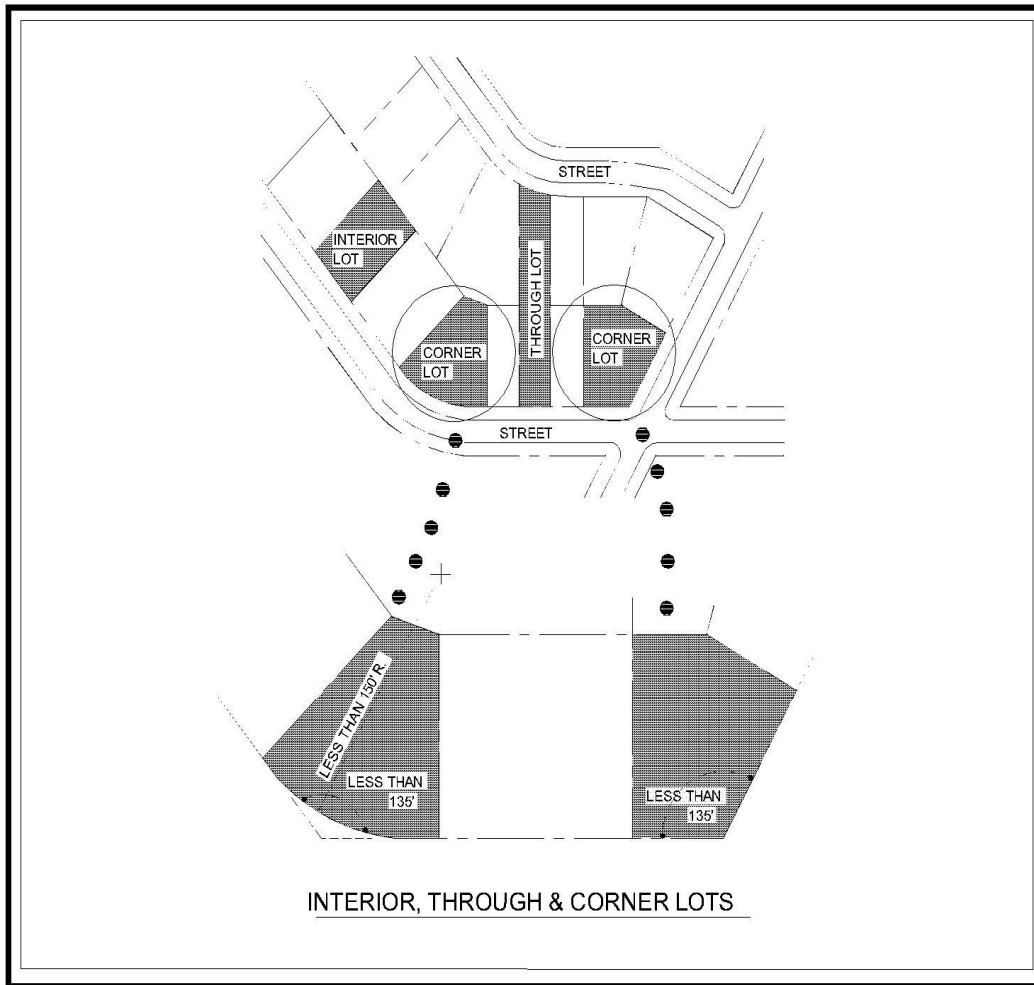 STREET
INTERIOR
LOT
THROUGH LOT
CORNER
LOT
CORNER
LOT
STREET
LESS THAN 150' R.
LESS THAN
135'
LESS THAN
135'
INTERIOR, THROUGH & CORNER LOTS